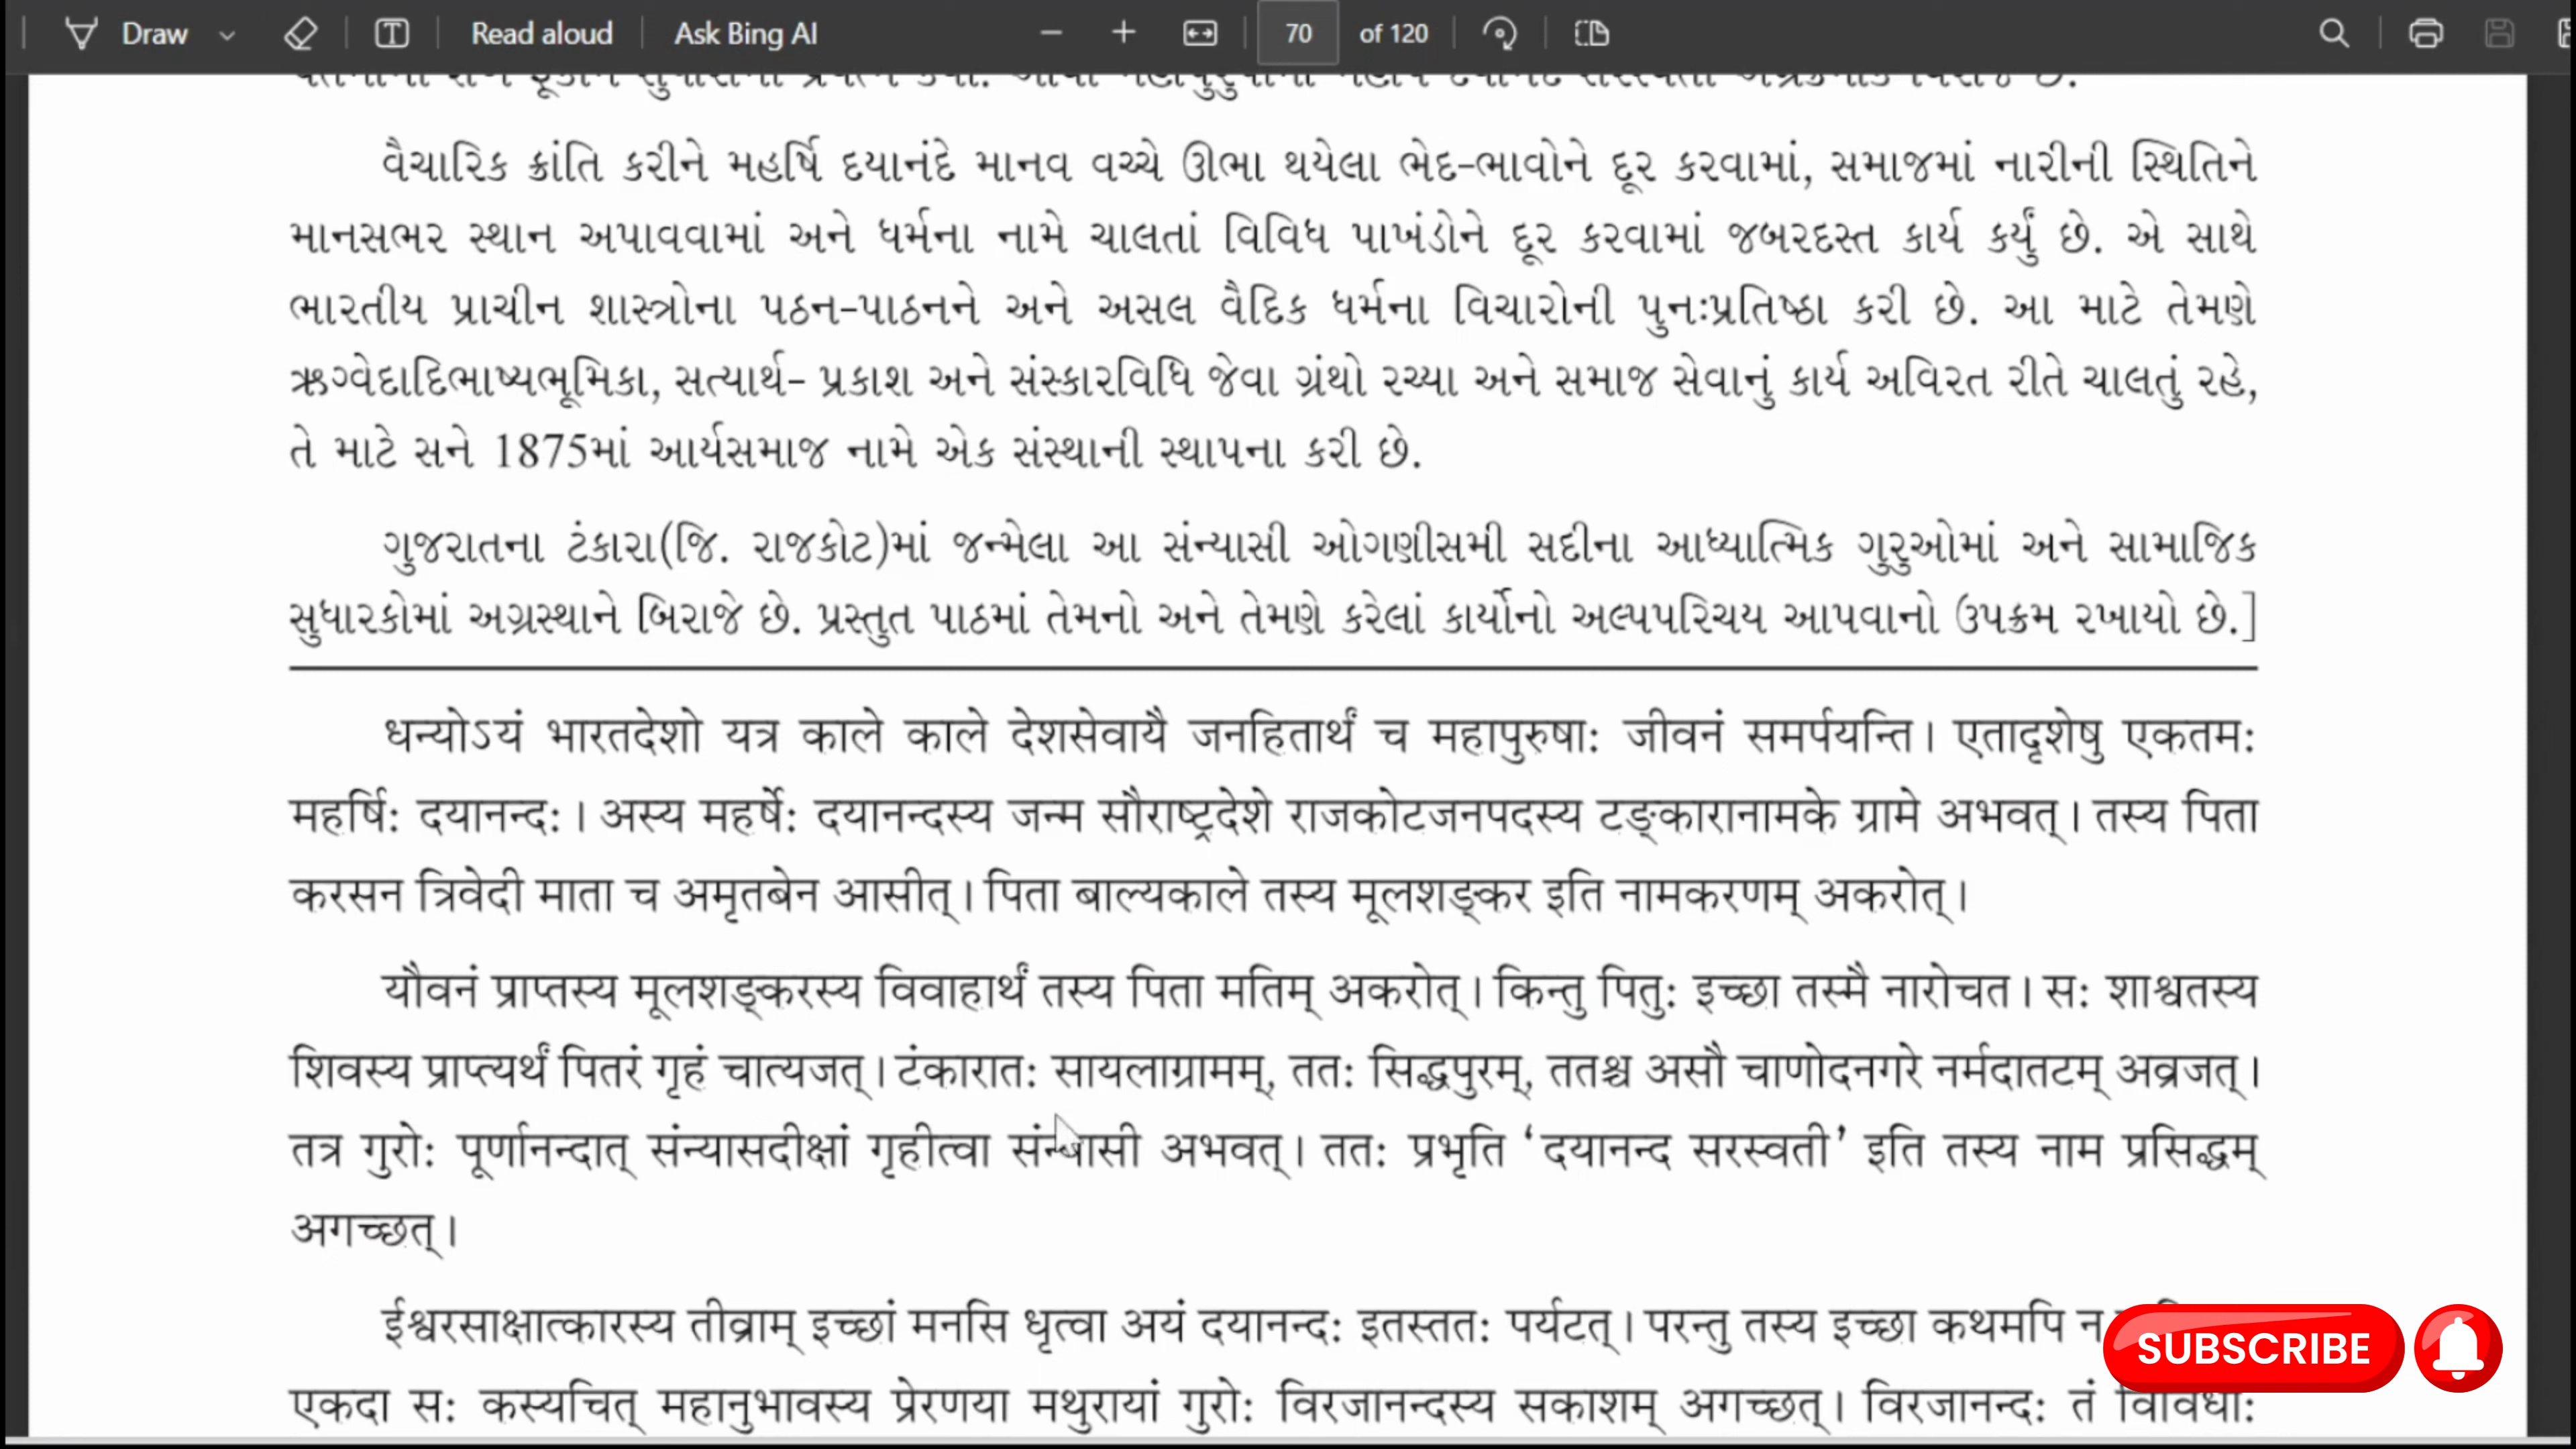 Draw Read aloud Ask Bing AI 70 of 120
વૈચારિક ક્રાંતિ કરીને મહર્ષિ દયાનંદે માનવ વચ્ચે ઊભા થયેલા ભેદ-ભાવોને દૂર કરવામાં, સમાજમાં નારીની સ્થિતિને
માનસભર સ્થાન અપાવવામાં અને ધર્મના નામે ચાલતાં વિવિધ પાખંડોને દૂર કરવામાં જબરદસ્ત કાર્ય કર્યું છે. એ સાથે
ભારતીય પ્રાચીન શાસ્ત્રોના પઠન-પાઠનને અને અસલ વૈદિક ધર્મના વિચારોની પુનઃપ્રતિષ્ઠા કરી છે. આ માટે તેમણે
ઋગ્વેદાદિભાષ્યભૂમિકા, સત્યાર્થ- પ્રકાશ અને સંસ્કારવિધિ જેવા ગ્રંથો રચ્યા અને સમાજ સેવાનું કાર્ય અવિરત રીતે ચાલતું રહે,
તે માટે સને 1875માં આર્યસમાજ નામે એક સંસ્થાની સ્થાપના કરી છે.
ગુજરાતના ટંકારા(જિ. રાજકોટ)માં જન્મેલા આ સંન્યાસી ઓગણીસમી સદીના આધ્યાત્મિક ગુરુઓમાં અને સામાજિક
સુધારકોમાં અગ્રસ્થાને બિરાજે છે. પ્રસ્તુત પાઠમાં તેમનો અને તેમણે કરેલાં કાર્યોનો અલ્પપરિચય આપવાનો ઉપક્રમ રખાયો છે.]
धन्योऽयं भारतदेशो यत्र काले काले देशसेवायै जनहितार्थं च महापुरुषाः जीवनं समर्पयन्ति। एतादृशेषु एकतमः
महर्षिः दयानन्दः। अस्य महर्षेः दयानन्दस्य जन्म सौराष्ट्रदेशे राजकोटजनपदस्य टङ्कारानामके ग्रामे अभवत्। तस्य पिता
करसन त्रिवेदी माता च अमृतबेन आसीत्। पिता बाल्यकाले तस्य मूलशङ्कर इति नामकरणम् अकरोत्।
यौवनं प्राप्तस्य मूलशङ्करस्य विवाहार्थं तस्य पिता मतिम् अकरोत्। किन्तु पितुः इच्छा तस्मै नारोचत। सः शाश्वतस्य
शिवस्य प्राप्त्यर्थं पितरं गृहं चात्यजत्। टंकारातः सायलाग्रामम्, ततः सिद्धपुरम्, ततश्च असौ चाणोदनगरे नर्मदातटम् अव्रजत्।
तत्र गुरोः पूर्णानन्दात् संन्यासदीक्षां गृहीत्वा संन्यासी अभवत्। ततः प्रभृति ‘दयानन्द सरस्वती’ इति तस्य नाम प्रसिद्धम्
अगच्छत्।
ईश्वरसाक्षात्कारस्य तीव्राम् इच्छां मनसि धृत्वा अयं दयानन्दः इतस्ततः पर्यटत्। परन्तु तस्य इच्छा कथमपि न
SUBSCRIBE
एकदा सः कस्यचित् महानुभावस्य प्रेरणया मथुरायां गुरोः विरजानन्दस्य सकाशम् अगच्छत्। विरजानन्दः तं विविधाः